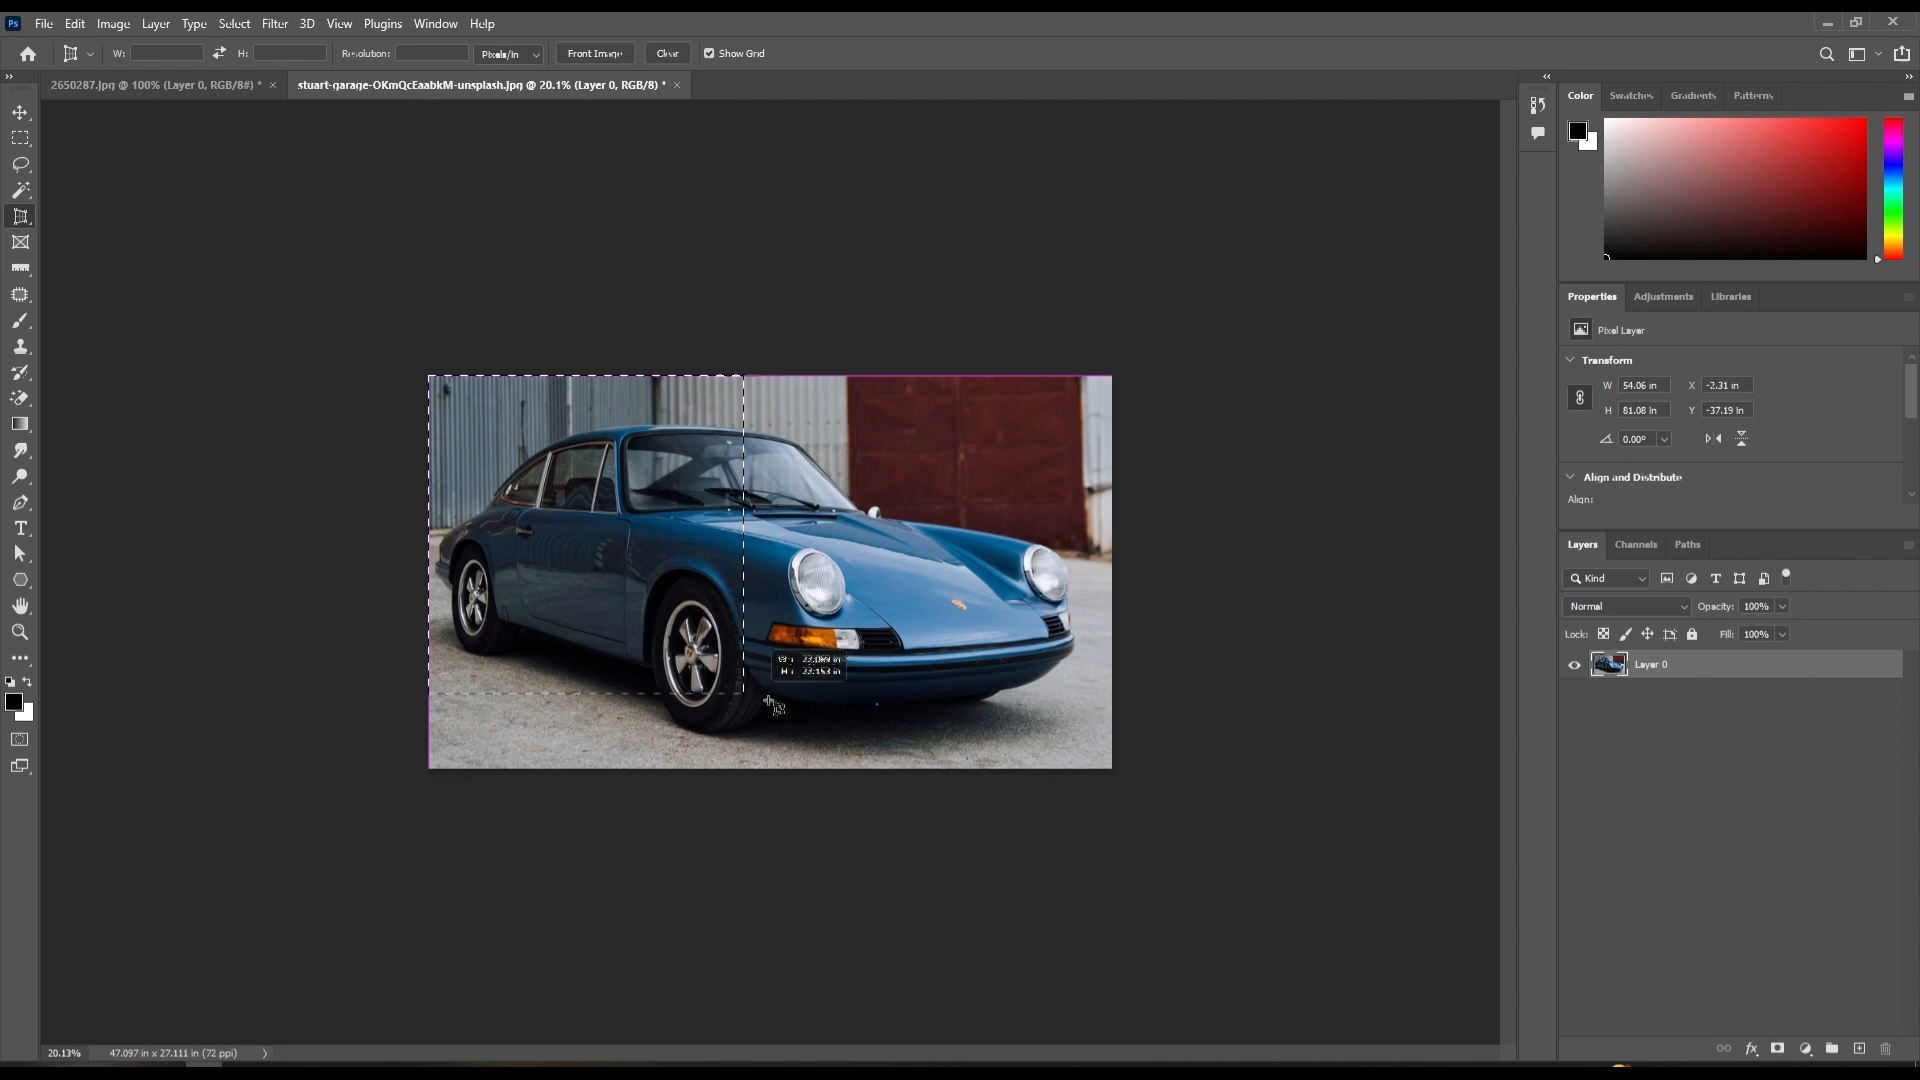 Ps File Edit Image Layer Type Select Filter 3D View Plugins Window Help
W: H: Resolution: Pixels/in Front Image Clear Show Grid
2650287.jpg @ 100% (Layer 0, RGB/8#) * stuart-garage-OKmQcEaabkM-unsplash.jpg @ 20.1% (Layer 0, RGB/8) *
Color Swatches Gradients Patterns
Properties Adjustments Libraries
Pixel Layer
Transform
W 54.06 in X -2.31 in
H 81.08 in Y -37.19 in
0.00°
Align and Distribute
Align:
Layers Channels Paths
Kind
Normal Opacity: 100%
Lock: Fill: 100%
Layer 0
20.13% 47.097 in x 27.111 in (72 ppi)